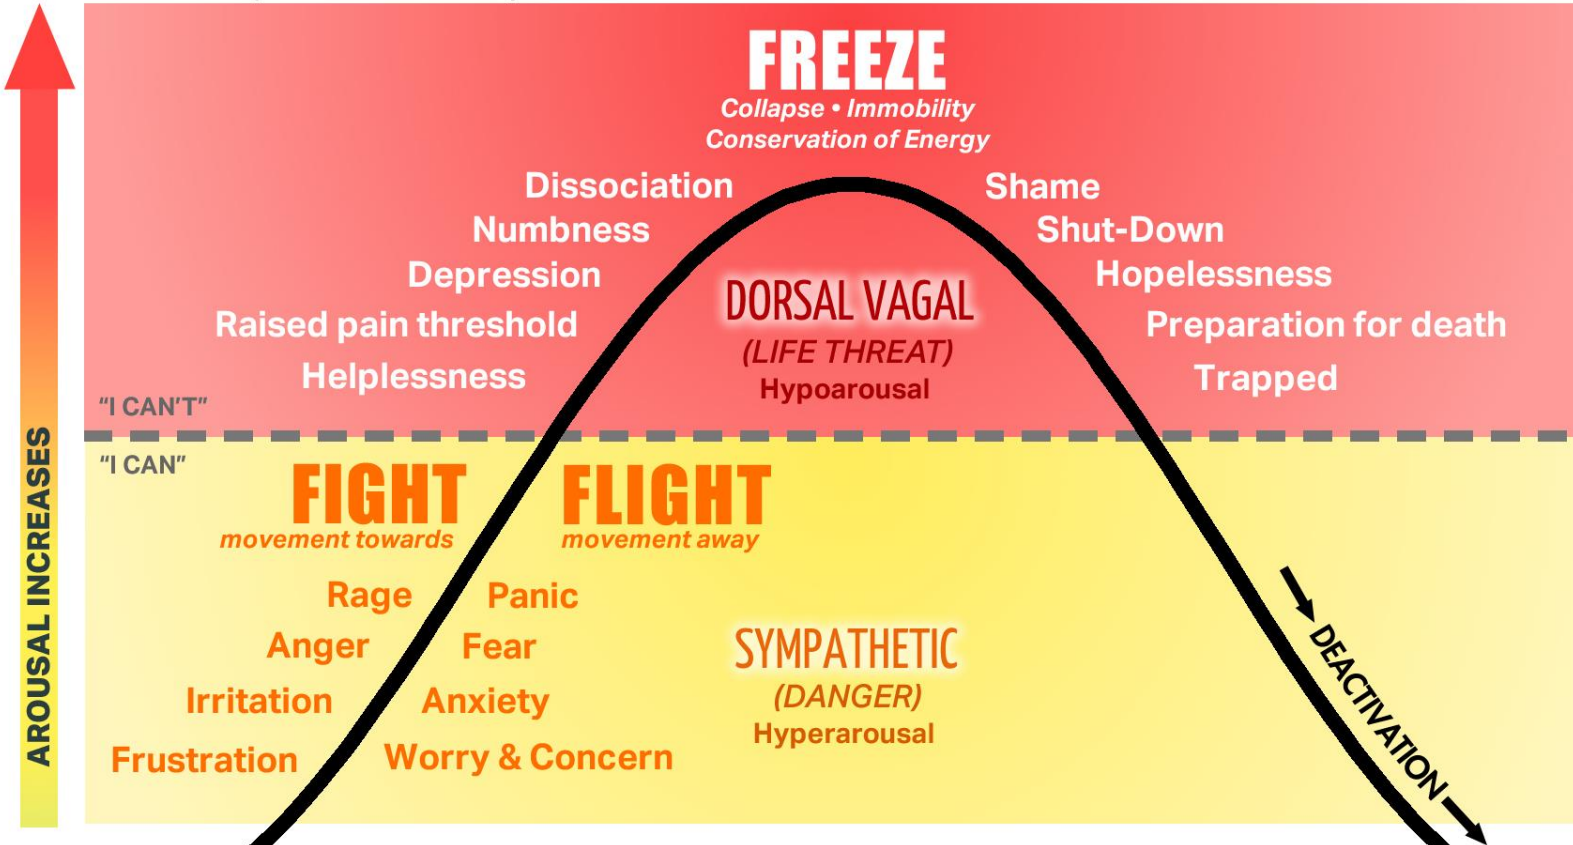 FREEZE
Collapse • Immobility
Conservation of Energy
Dissociation
Numbness
Depression
Raised pain threshold
Helplessness
Shame
Shut-Down
Hopelessness
Preparation for death
Trapped
DORSAL VAGAL
(LIFE THREAT)
Hypoarousal
"I CAN'T"
"I CAN"
FIGHT
movement towards
Rage
Anger
Irritation
Frustration
FLIGHT
movement away
Panic
Fear
Anxiety
Worry & Concern
SYMPATHETIC
(DANGER)
Hyperarousal
DEACTIVATION
AROUSAL INCREASES